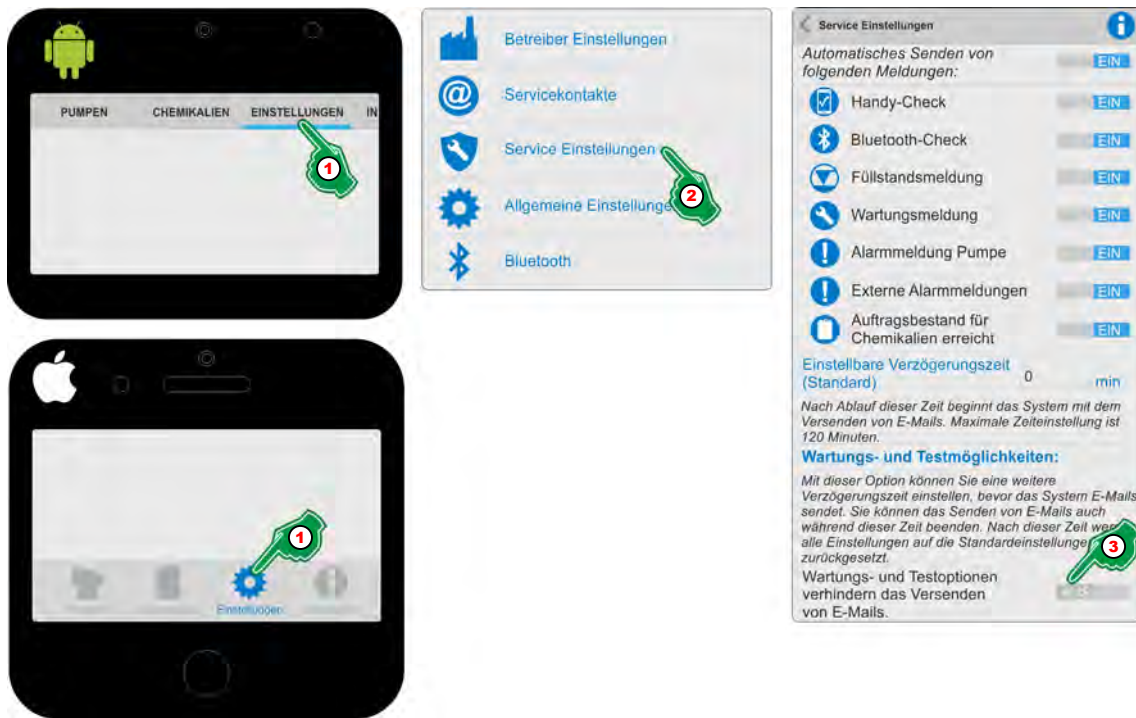 PUMPEN CHEMIKALIEN EINSTELLUNGEN IN
1
Einstellungen
1
Betreiber Einstellungen
Servicekontakte
Service Einstellungen
2
Allgemeine Einstellunge
Bluetooth
Service Einstellungen
Automatisches Senden von
folgenden Meldungen:
EIN
Handy-Check EIN
Bluetooth-Check EIN
Füllstandsmeldung EIN
Wartungsmeldung EIN
Alarmmeldung Pumpe EIN
Externe Alarmmeldungen EIN
Auftragsbestand für
Chemikalien erreicht
EIN
Einstellbare Verzögerungszeit
(Standard) 0 min
Nach Ablauf dieser Zeit beginnt das System mit dem
Versenden von E-Mails. Maximale Zeiteinstellung ist
120 Minuten.
Wartungs- und Testmöglichkeiten:
Mit dieser Option können Sie eine weitere
Verzögerungszeit einstellen, bevor das System E-Mails
sendet. Sie können das Senden von E-Mails auch
während dieser Zeit beenden. Nach dieser Zeit
alle Einstellungen auf die Standardeinstellunge
3
zurückgesetzt.
Wartungs- und Testoptionen
verhindern das Versenden
von E-Mails.